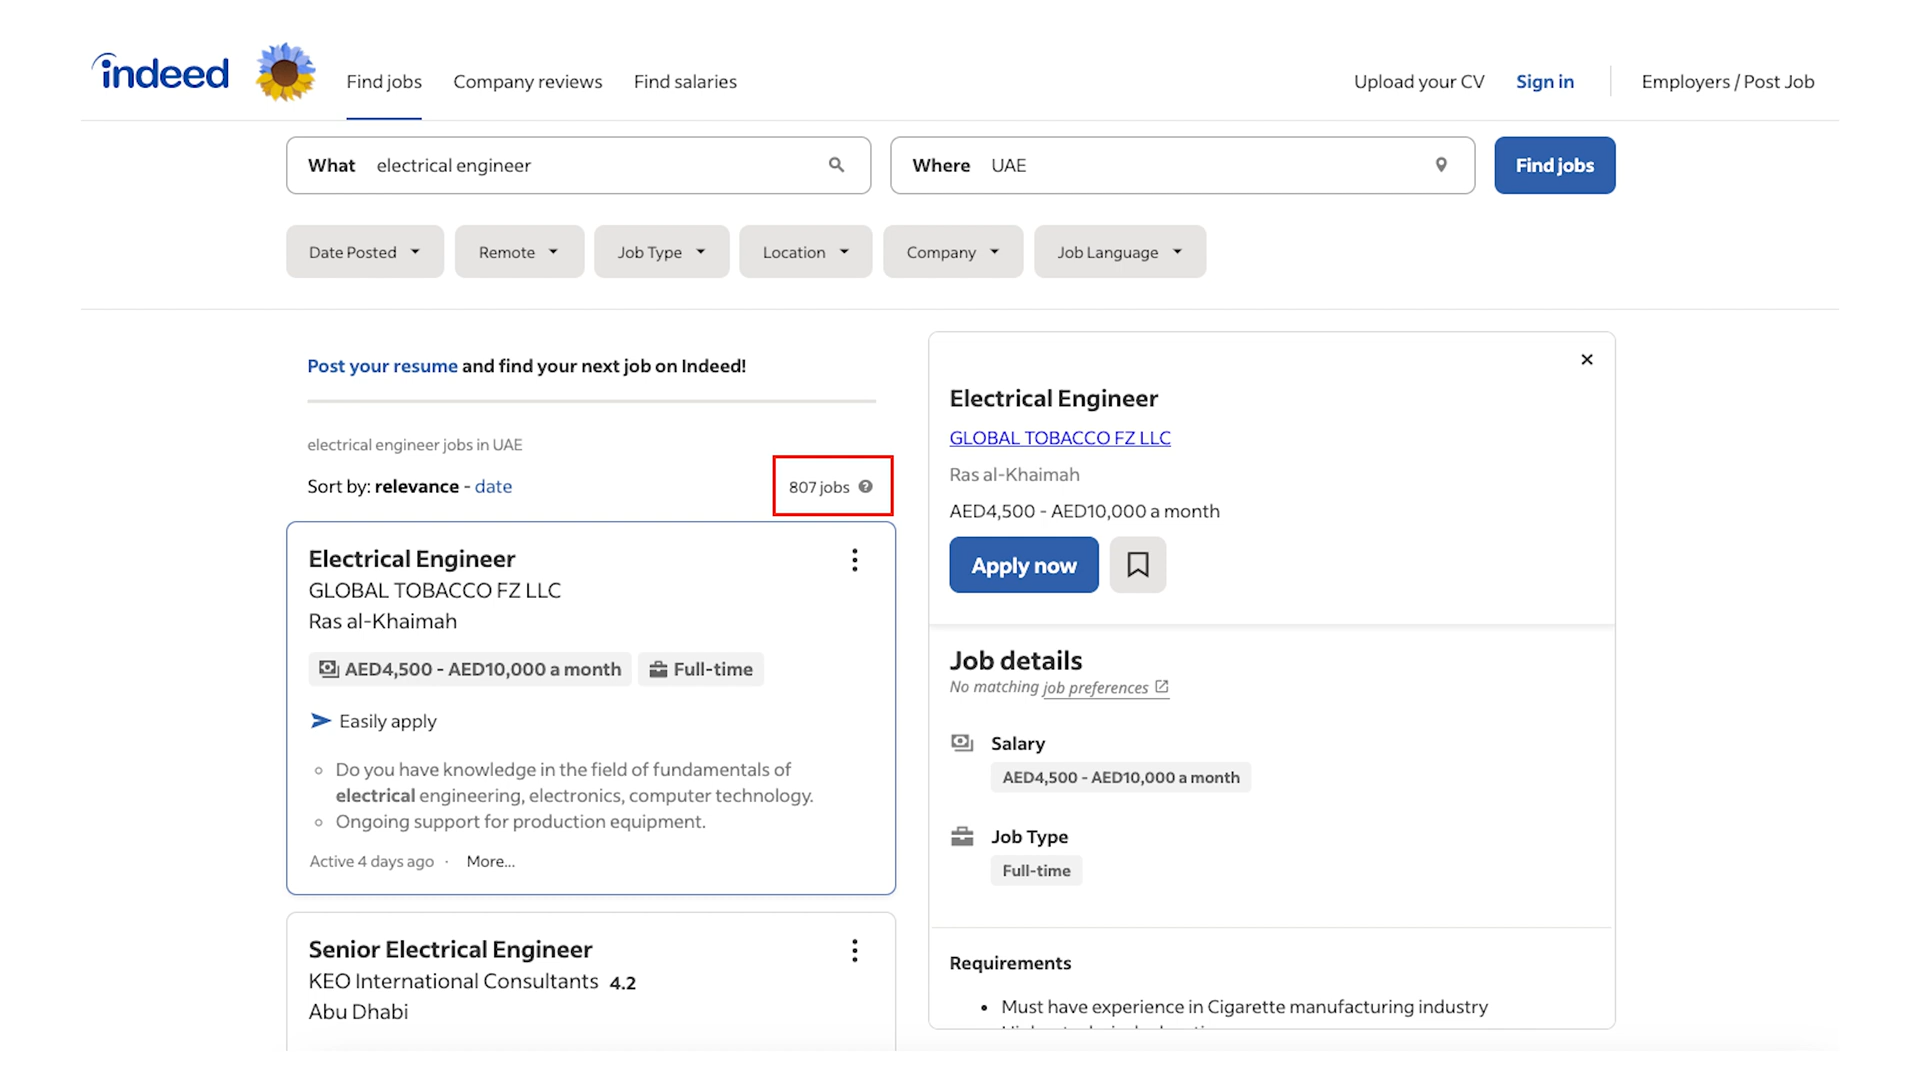 indeed
Find jobs
Company reviews
Find salaries
Upload your CV
Sign in
Employers / Post Job
What electrical engineer
Where UAE
Find jobs
Date Posted
Remote
Job Type
Location
Company
Job Language
Post your resume and find your next job on Indeed!
electrical engineer jobs in UAE
Sort by: relevance - date
807 jobs
Electrical Engineer
GLOBAL TOBACCO FZ LLC
Ras al-Khaimah
AED4,500 - AED10,000 a month
Full-time
Easily apply
Do you have knowledge in the field of fundamentals of
electrical engineering, electronics, computer technology.
Ongoing support for production equipment.
Active 4 days ago · More...
Senior Electrical Engineer
KEO International Consultants 4.2
Abu Dhabi
Electrical Engineer
GLOBAL TOBACCO FZ LLC
Ras al-Khaimah
AED4,500 - AED10,000 a month
Apply now
Job details
No matching job preferences
Salary
AED4,500 - AED10,000 a month
Job Type
Full-time
Requirements
Must have experience in Cigarette manufacturing industry